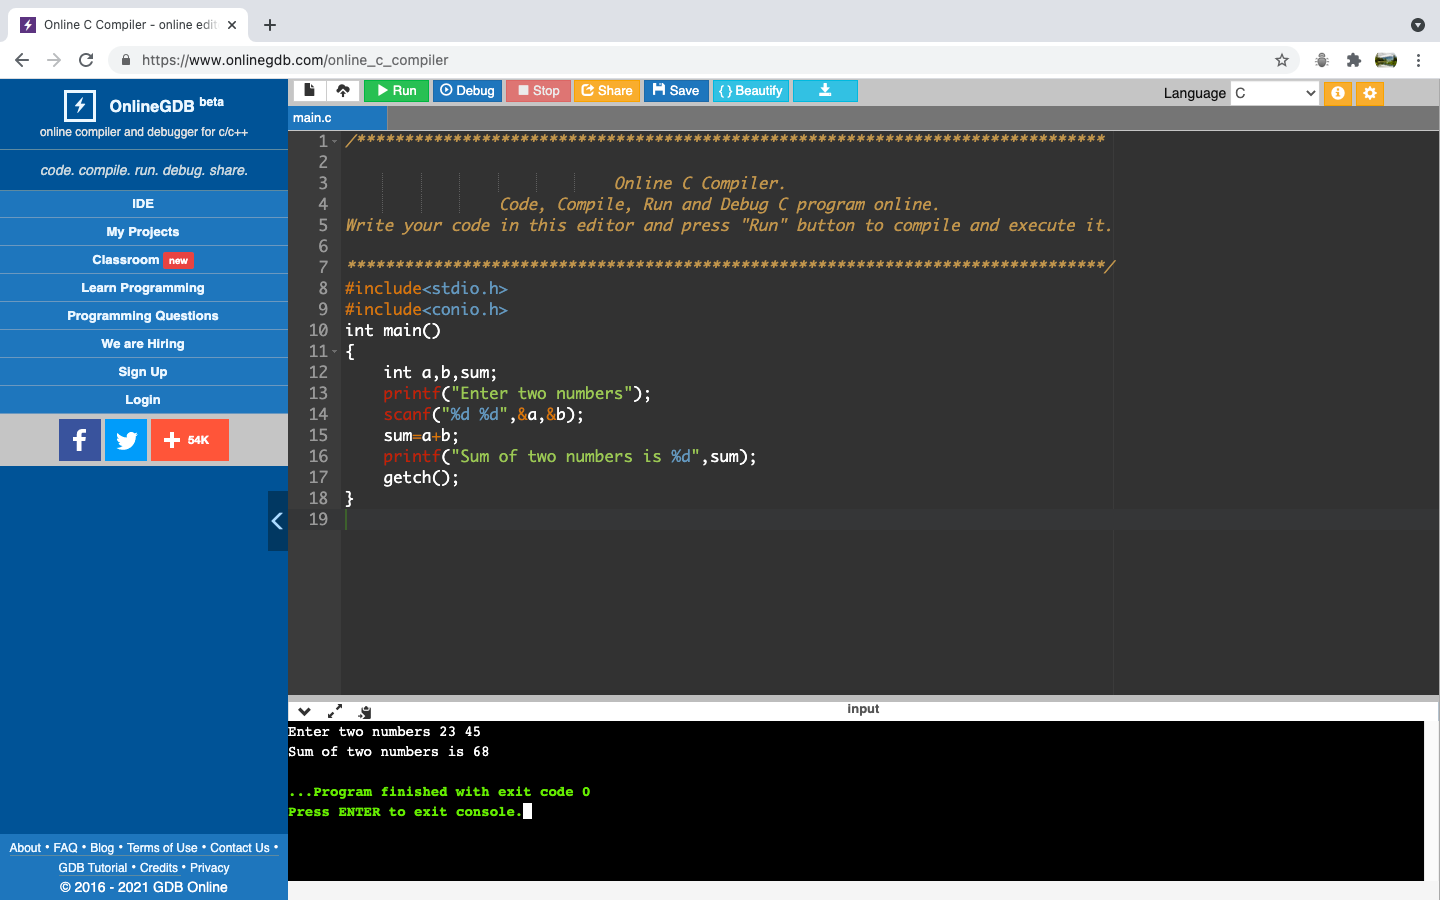 Online C Compiler - online edit
https://www.onlinegdb.com/online_c_compiler
OnlineGDB beta
online compiler and debugger for c/c++
code. compile. run. debug. share.
IDE
My Projects
Classroom new
Learn Programming
Programming Questions
We are Hiring
Sign Up
Login
f
+ 54K
About • FAQ • Blog • Terms of Use • Contact Us •
GDB Tutorial • Credits • Privacy
© 2016 - 2021 GDB Online
Run Debug Stop Share Save { } Beautify
Language C
main.c
1 /******************************************************************************
2
3 Online C Compiler.
4 Code, Compile, Run and Debug C program online.
5 Write your code in this editor and press "Run" button to compile and execute it.
6
7 *******************************************************************************/
8 #include<stdio.h>
9 #include<conio.h>
10 int main()
11 {
12 int a,b,sum;
13 printf("Enter two numbers");
14 scanf("%d %d",&a,&b);
15 sum=a+b;
16 printf("Sum of two numbers is %d",sum);
17 getch();
18 }
19
input
Enter two numbers 23 45
Sum of two numbers is 68
...Program finished with exit code 0
Press ENTER to exit console.